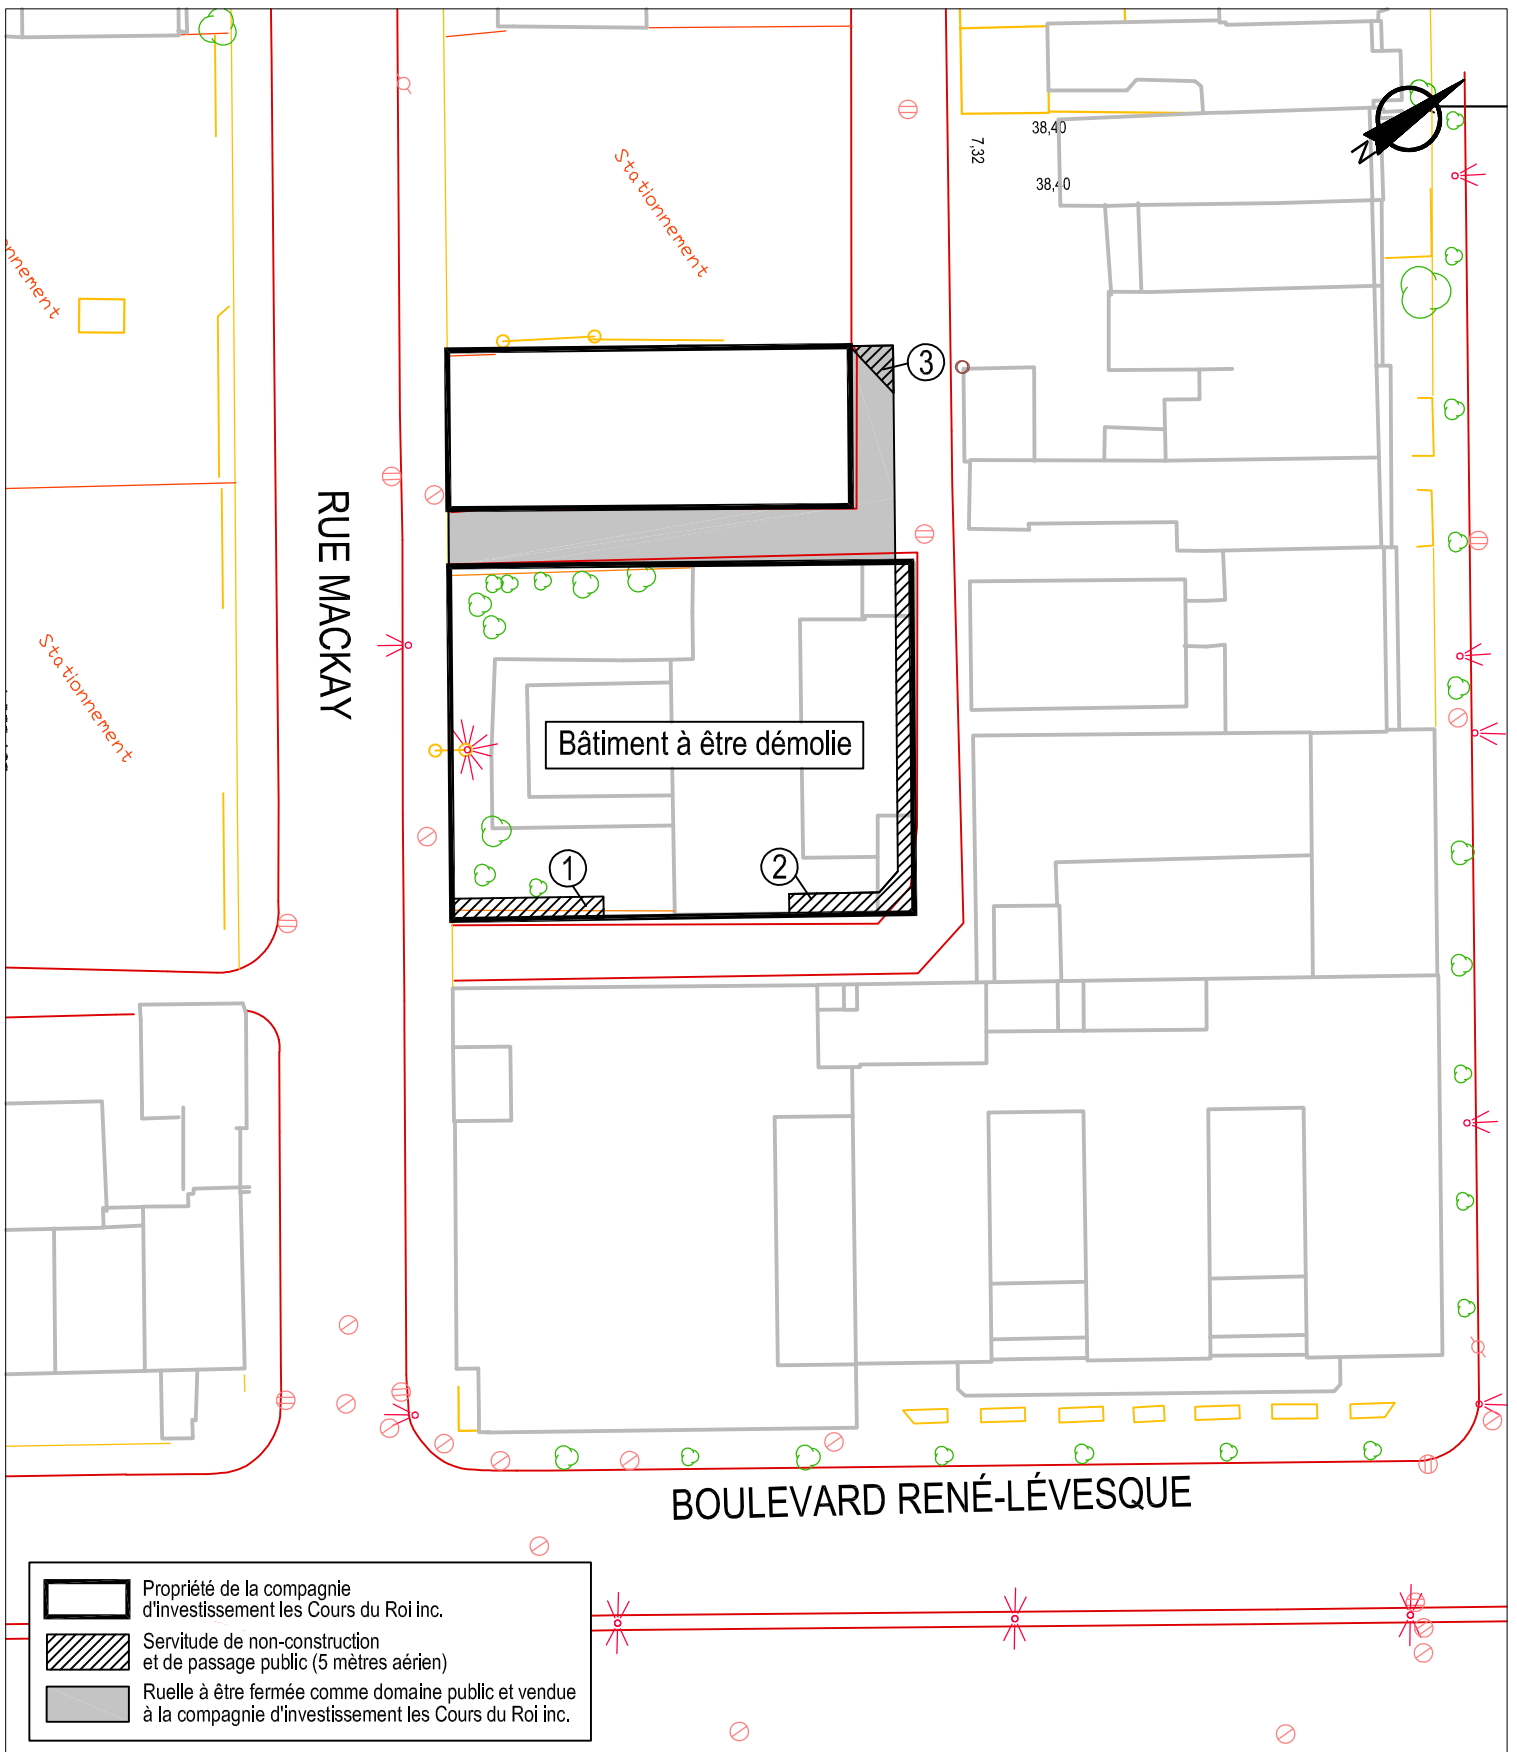 Stationnement
38,40
7,32
38,40
N
3
RUE MACKAY
Stationnement
Bâtiment à être démolie
1
2
BOULEVARD RENÉ-LÉVESQUE
Propriété de la compagnie
d'investissement les Cours du Roi inc.
Servitude de non-construction
et de passage public (5 mètres aérien)
Ruelle à être fermée comme domaine public et vendue
à la compagnie d'investissement les Cours du Roi inc.